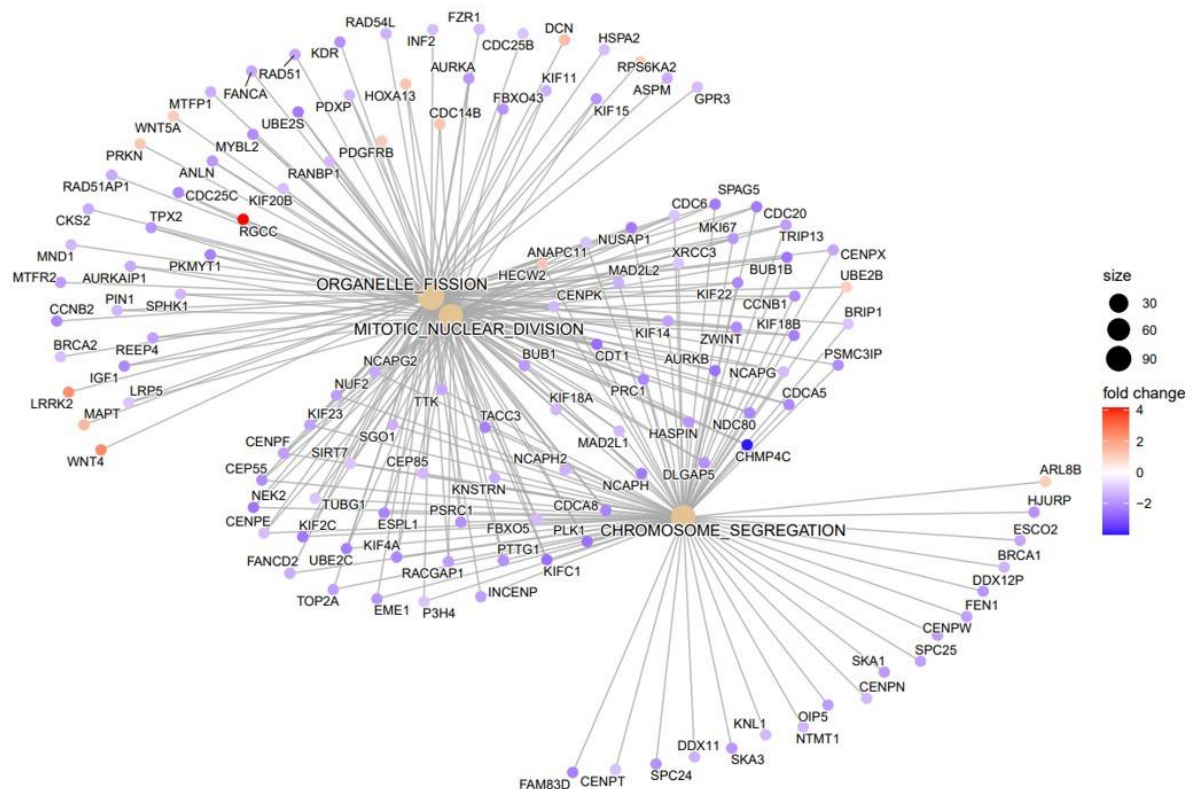 FZR1
RAD54L
INF2
DCN
CDC25B
HSPA2
KDR
RAD51
AURKA
RPS6KA2
KIF11
FANCA
HOXA13
FBXO43
ASPM
GPR3
MTFP1
PDXP
KIF15
UBE2S
CDC14B
WNT5A
MYBL2
PDGFRB
PRKN
ANLN
RANBP1
RAD51AP1
CDC25C
KIF20B
SPAG5
CDC6
CKS2
TPX2
RGCC
NUSAP1
MKI67
CDC20
TRIP13
MND1
PKMYT1
ANAPC11
XRCC3
CENPX
HECW2
MAD2L2
BUB1B
UBE2B
MTFR2
AURKAIP1
ORGANELLE_FISSION
CENPK
KIF22
CCNB1
PIN1
SPHK1
BRIP1
CCNB2
MITOTIC_NUCLEAR_DIVISION
KIF14
KIF18B
ZWINT
BRCA2
REEP4
NCAPG2
BUB1
CDT1
AURKB
PSMC3IP
IGF1
NUF2
PRC1
NCAPG
LRRK2
LRP5
TTK
KIF18A
CDCA5
MAPT
KIF23
TACC3
HASPIN
NDC80
WNT4
CENPF
SGO1
MAD2L1
CHMP4C
SIRT7
CEP85
NCAPH2
CEP55
DLGAP5
KNSTRN
NCAPH
NEK2
TUBG1
CDCA8
CENPE
KIF2C
ESPL1
PSRC1
FBXO5
PLK1
CHROMOSOME_SEGREGATION
FANCD2
UBE2C
KIF4A
PTTG1
RACGAP1
KIFC1
TOP2A
EME1
P3H4
INCENP
ARL8B
HJURP
ESCO2
BRCA1
DDX12P
FEN1
CENPW
SPC25
SKA1
CENPN
OIP5
NTMT1
KNL1
SKA3
DDX11
SPC24
CENPT
FAM83D
size
30
60
90
fold change
4
2
0
−2